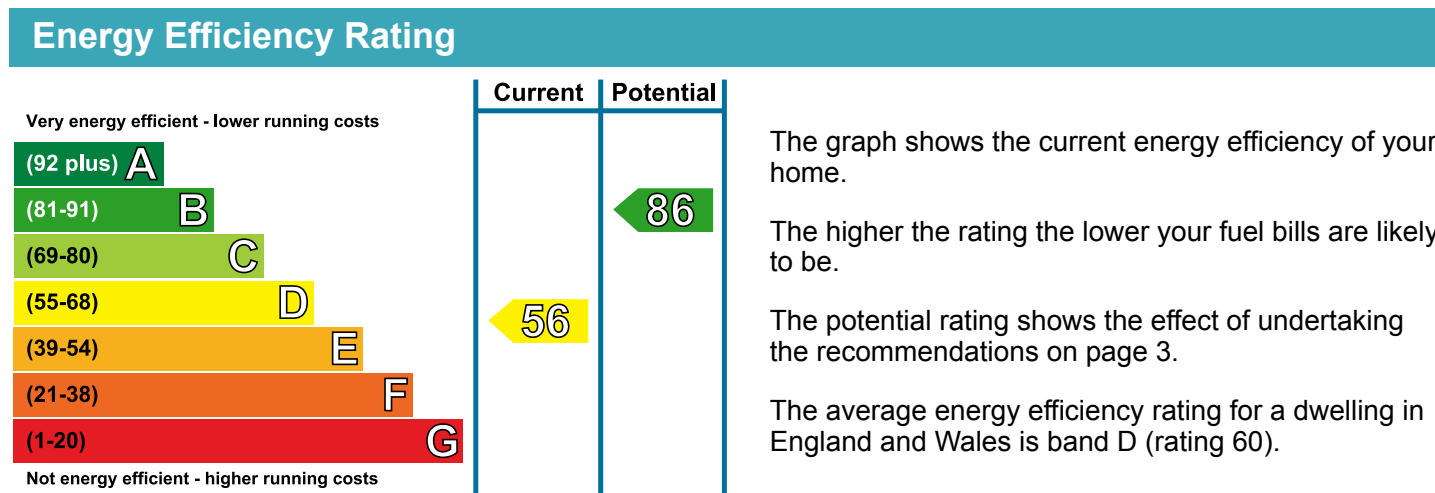 Energy Efficiency Rating
Current Potential
Very energy efficient - lower running costs
(92 plus) A
(81-91) B
86
(69-80) C
(55-68) D
56
(39-54) E
(21-38) F
(1-20) G
Not energy efficient - higher running costs
The graph shows the current energy efficiency of your
home.
The higher the rating the lower your fuel bills are likely
to be.
The potential rating shows the effect of undertaking
the recommendations on page 3.
The average energy efficiency rating for a dwelling in
England and Wales is band D (rating 60).